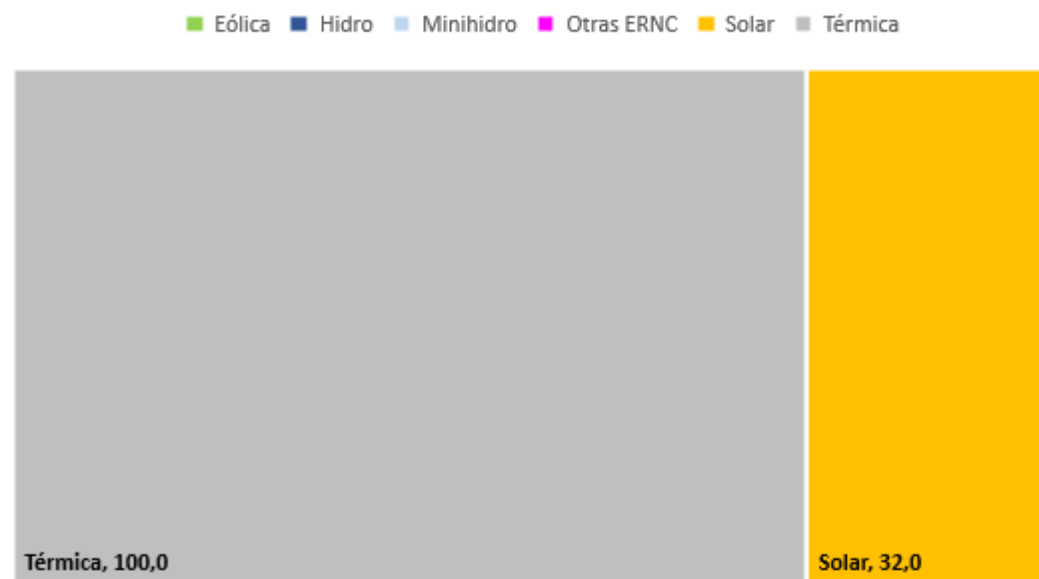 Eólica Hidro Minihidro Otras ERNC Solar Térmica
Térmica, 100,0
Solar, 32,0